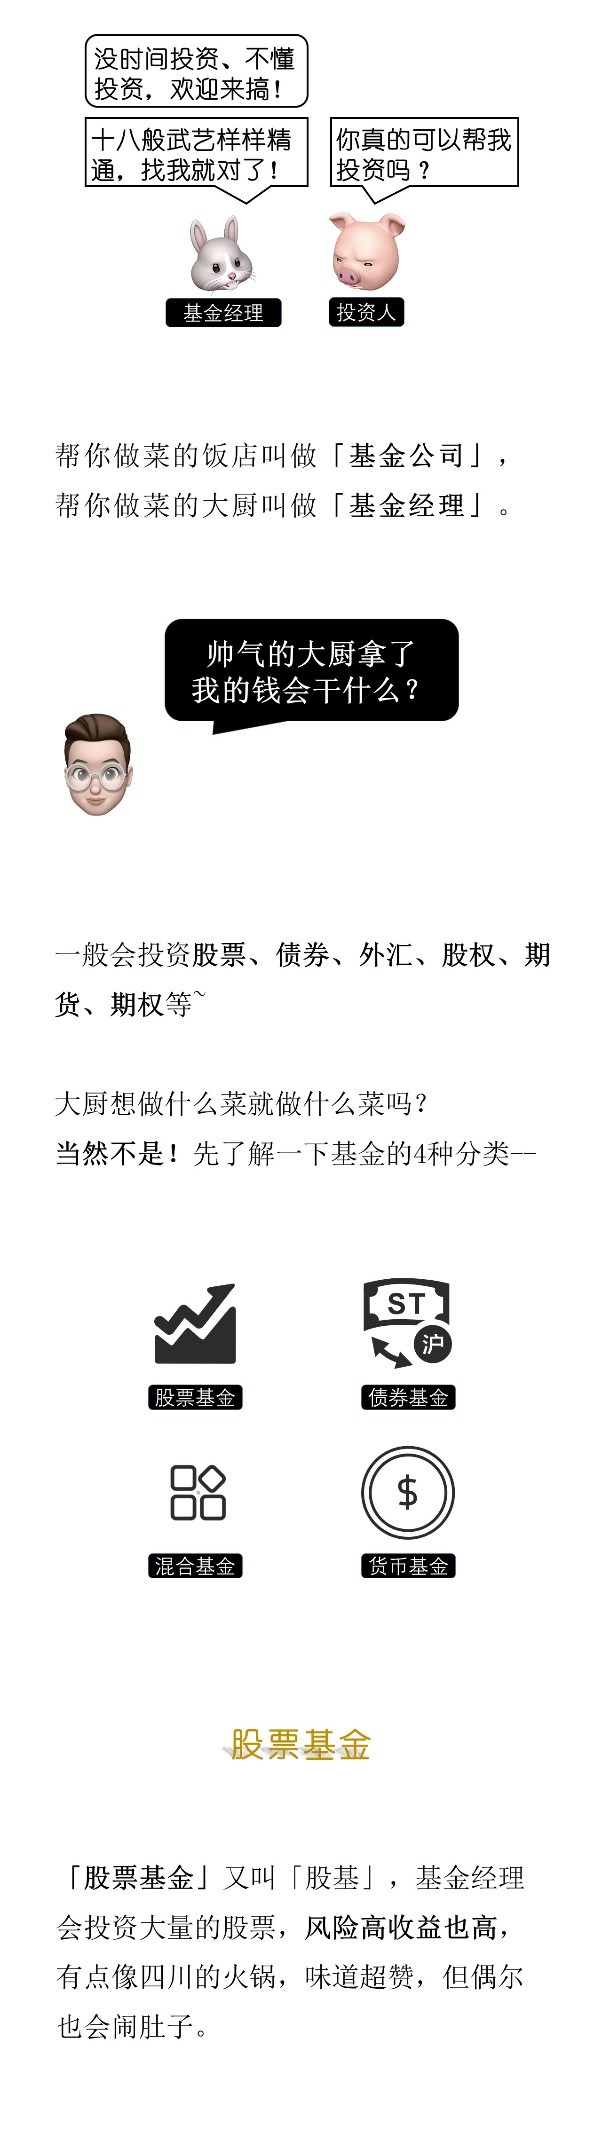 没时间投资、不懂
投资，欢迎来搞！
十八般武艺样样精
通，找我就对了！
你真的可以帮我
投资吗？
基金经理
投资人
帮你做菜的饭店叫做「基金公司」，
帮你做菜的大厨叫做「基金经理」。
帅气的大厨拿了
我的钱会干什么？
一般会投资股票、债券、外汇、股权、期
货、期权等~
大厨想做什么菜就做什么菜吗？
当然不是！先了解一下基金的4种分类--
ST
沪
股票基金
债券基金
$
混合基金
货币基金
股票基金
「股票基金」又叫「股基」，基金经理
会投资大量的股票，风险高收益也高，
有点像四川的火锅，味道超赞，但偶尔
也会闹肚子。